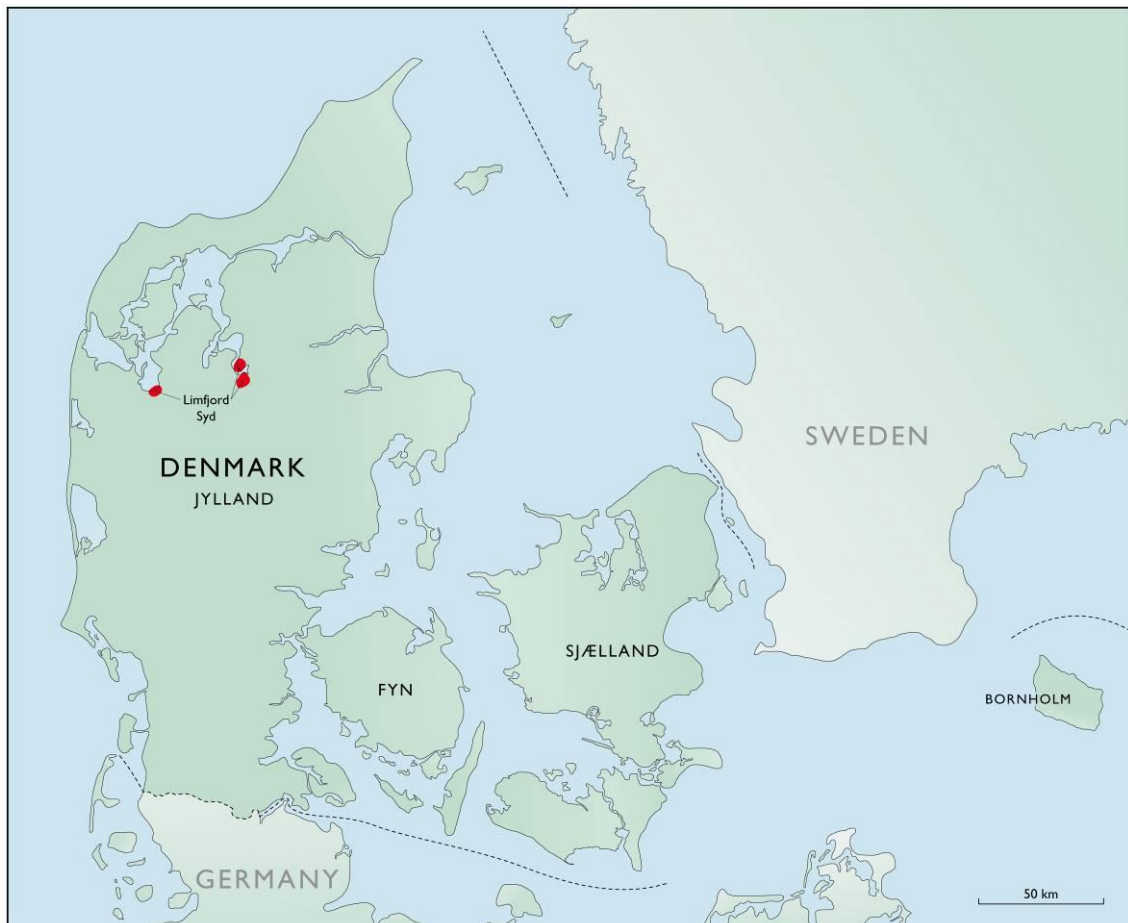 Limfjord
Syd
DENMARK
JYLLAND
SWEDEN
SJÆLLAND
FYN
BORNHOLM
GERMANY
50 km